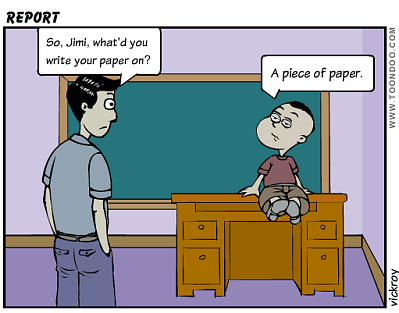 REPORT
So, Jimi, what'd you
write your paper on?
A piece of paper.
WWW.TOONDOO.COM
vickroy